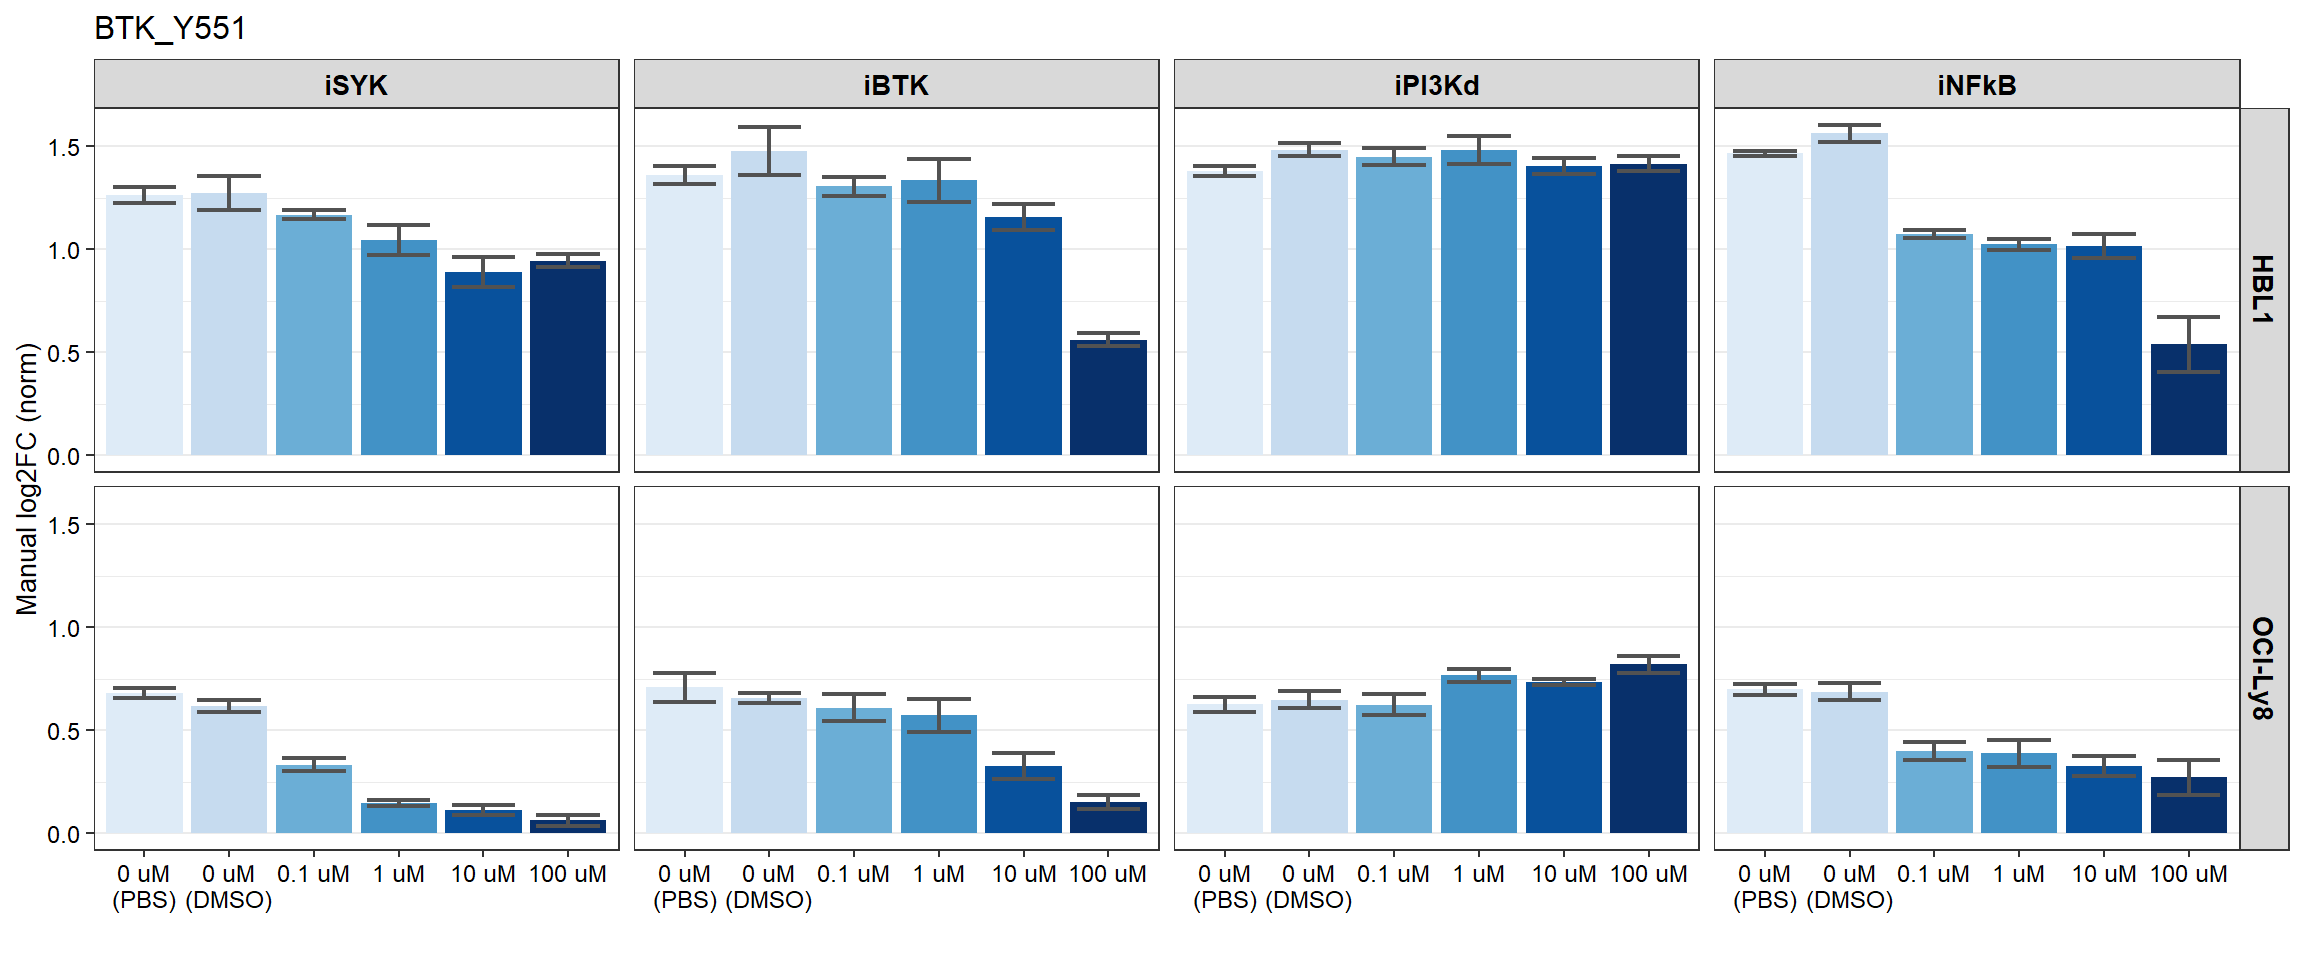 BTK_Y551
iSYK
iBTK
iPI3Kd
iNFkB
Manual log2FC (norm)
1.5
1.0
0.5
0.0
HBL1
1.5
1.0
0.5
0.0
OCI-Ly8
0 uM 0 uM 0.1 uM 1 uM 10 uM 100 uM
(PBS) (DMSO)
0 uM 0 uM 0.1 uM 1 uM 10 uM 100 uM
(PBS) (DMSO)
0 uM 0 uM 0.1 uM 1 uM 10 uM 100 uM
(PBS) (DMSO)
0 uM 0 uM 0.1 uM 1 uM 10 uM 100 uM
(PBS) (DMSO)